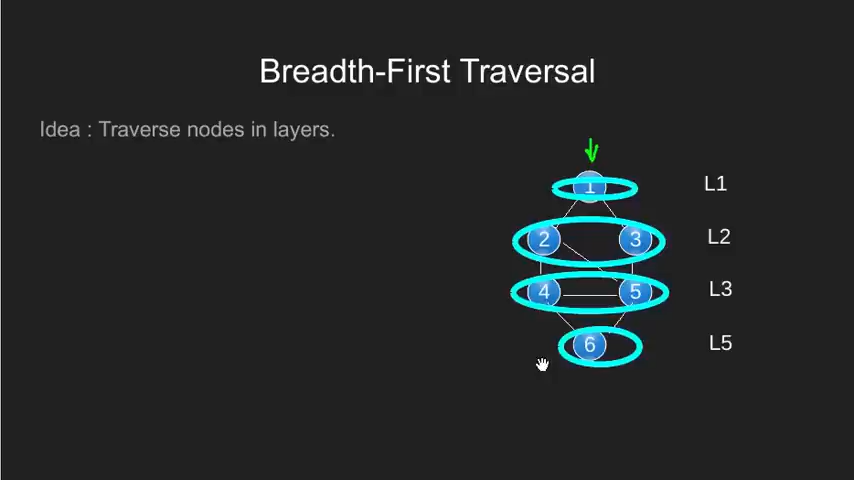 Breadth-First Traversal
Idea : Traverse nodes in layers.
1 L1
2 3 L2
4 5 L3
6 L5